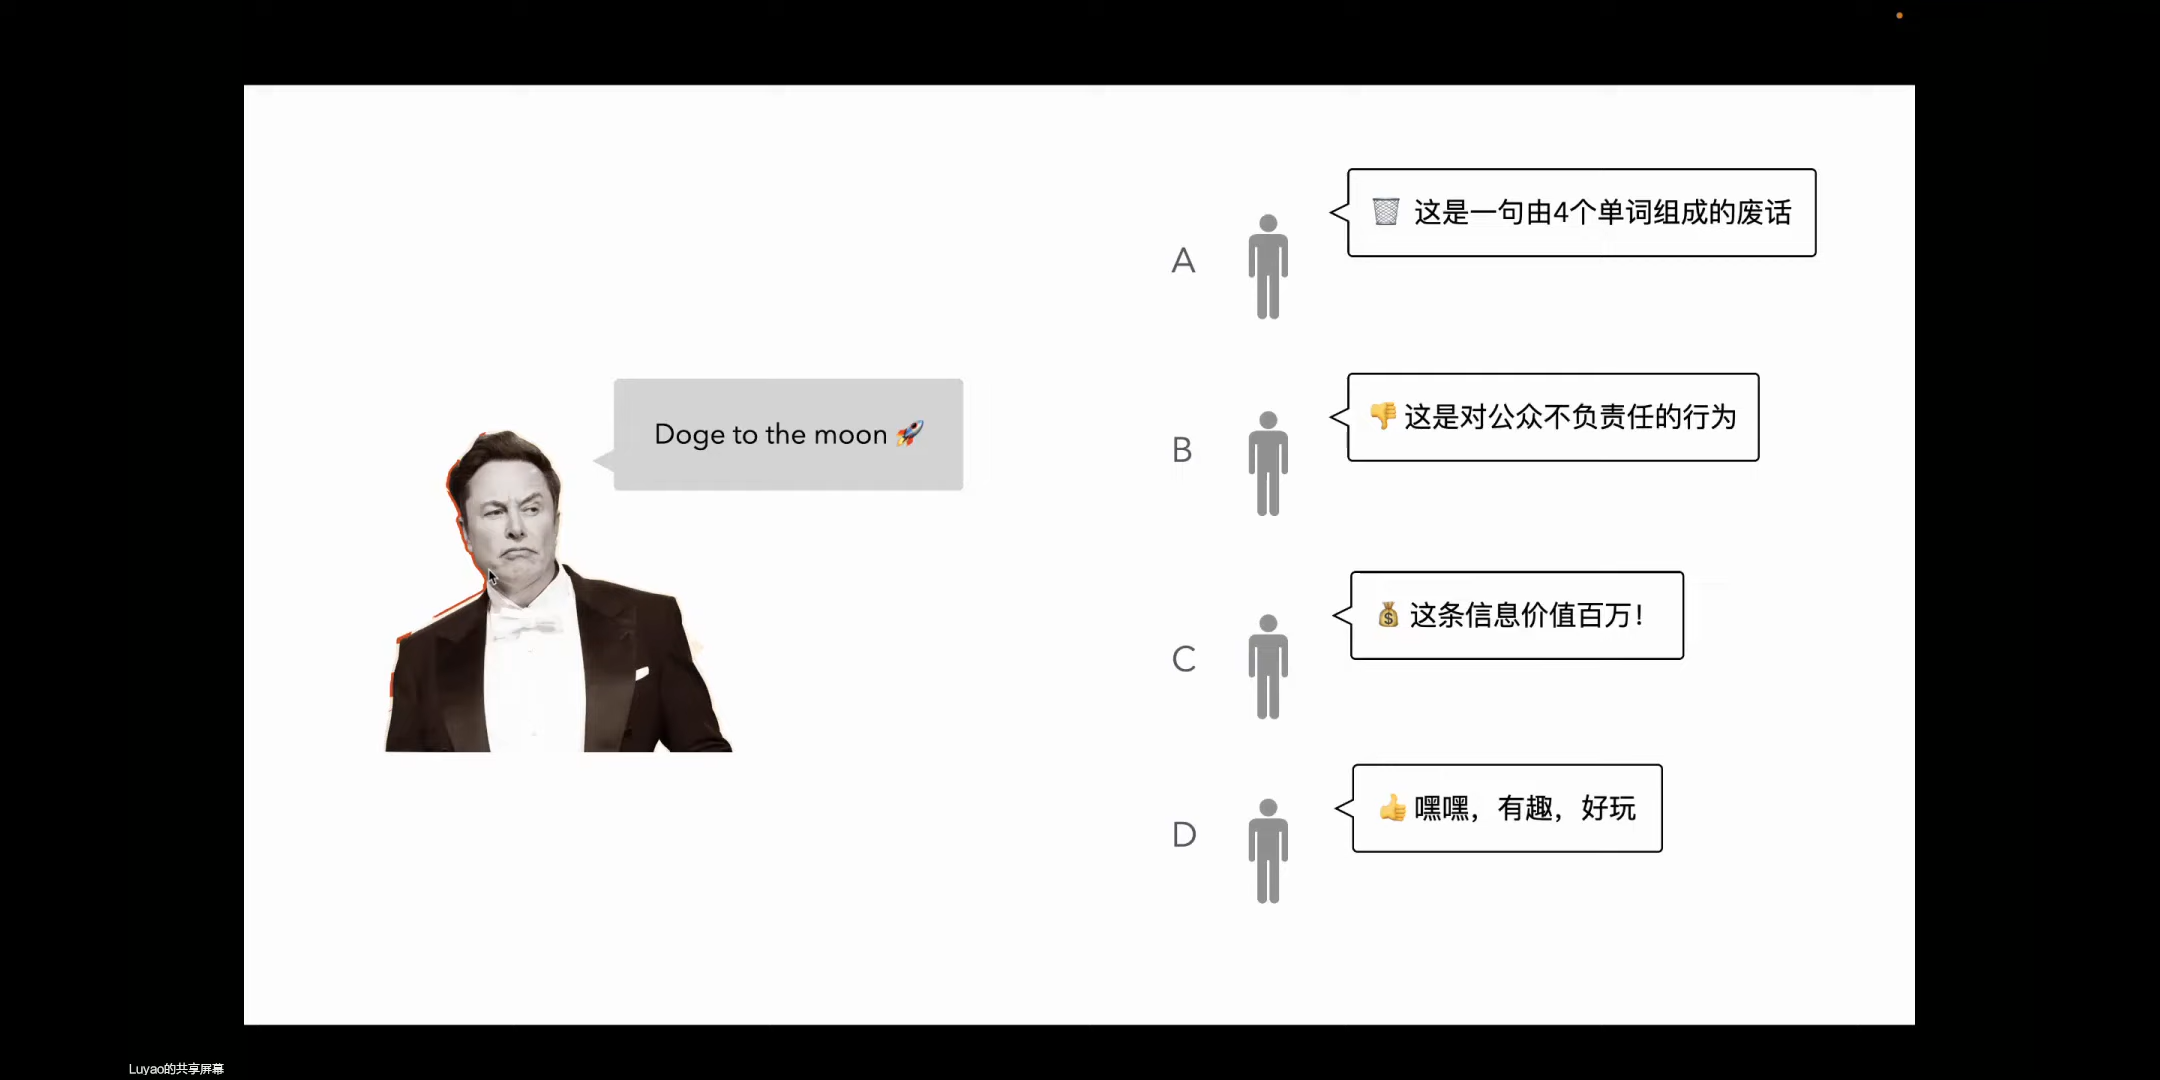 Doge to the moon 🚀
A
🗑️ 这是一句由4个单词组成的废话
B
👎 这是对公众不负责任的行为
C
💰 这条信息价值百万！
D
👍 嘿嘿，有趣，好玩
Luyao的共享屏幕